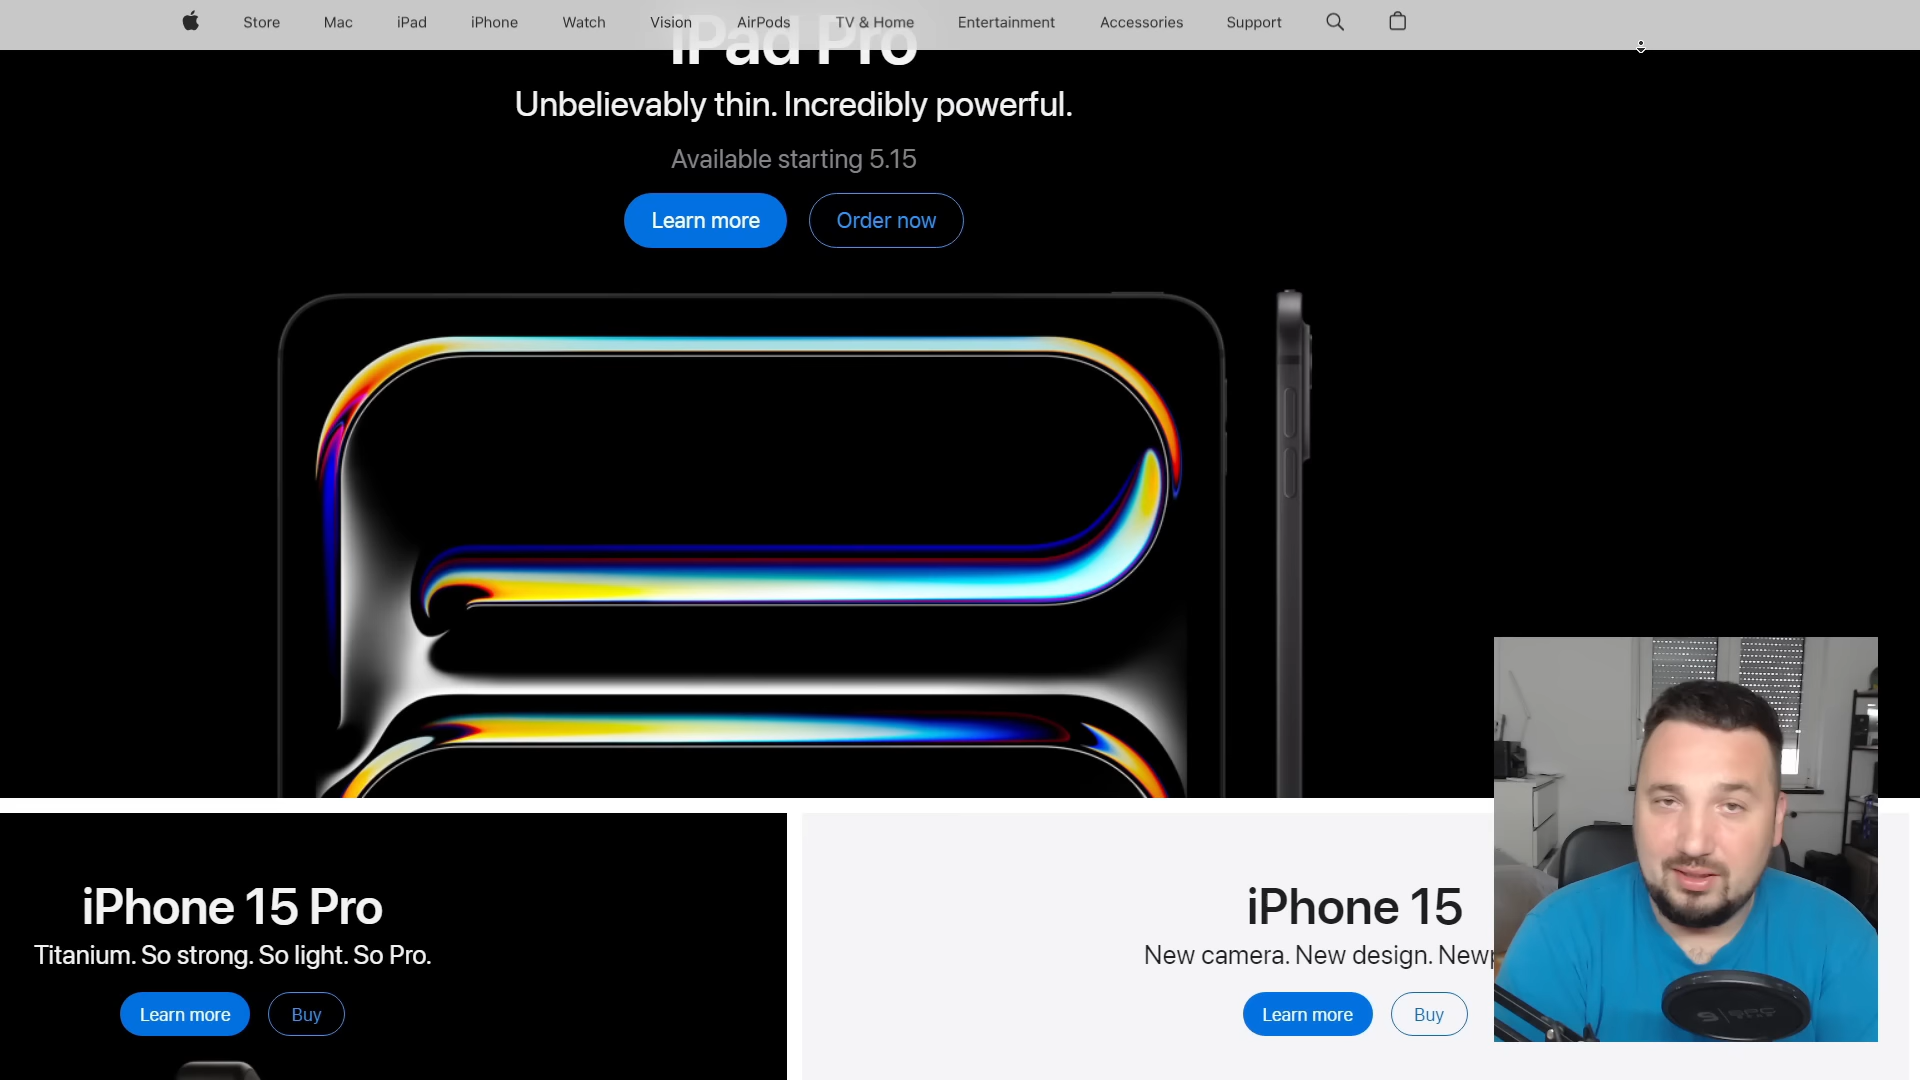 Store Mac iPad iPhone Watch Vision AirPods TV & Home Entertainment Accessories Support
iPad Pro
Unbelievably thin. Incredibly powerful.
Available starting 5.15
Learn more Order now
iPhone 15 Pro
Titanium. So strong. So light. So Pro.
Learn more Buy
iPhone 15
New camera. New design. New
Learn more Buy